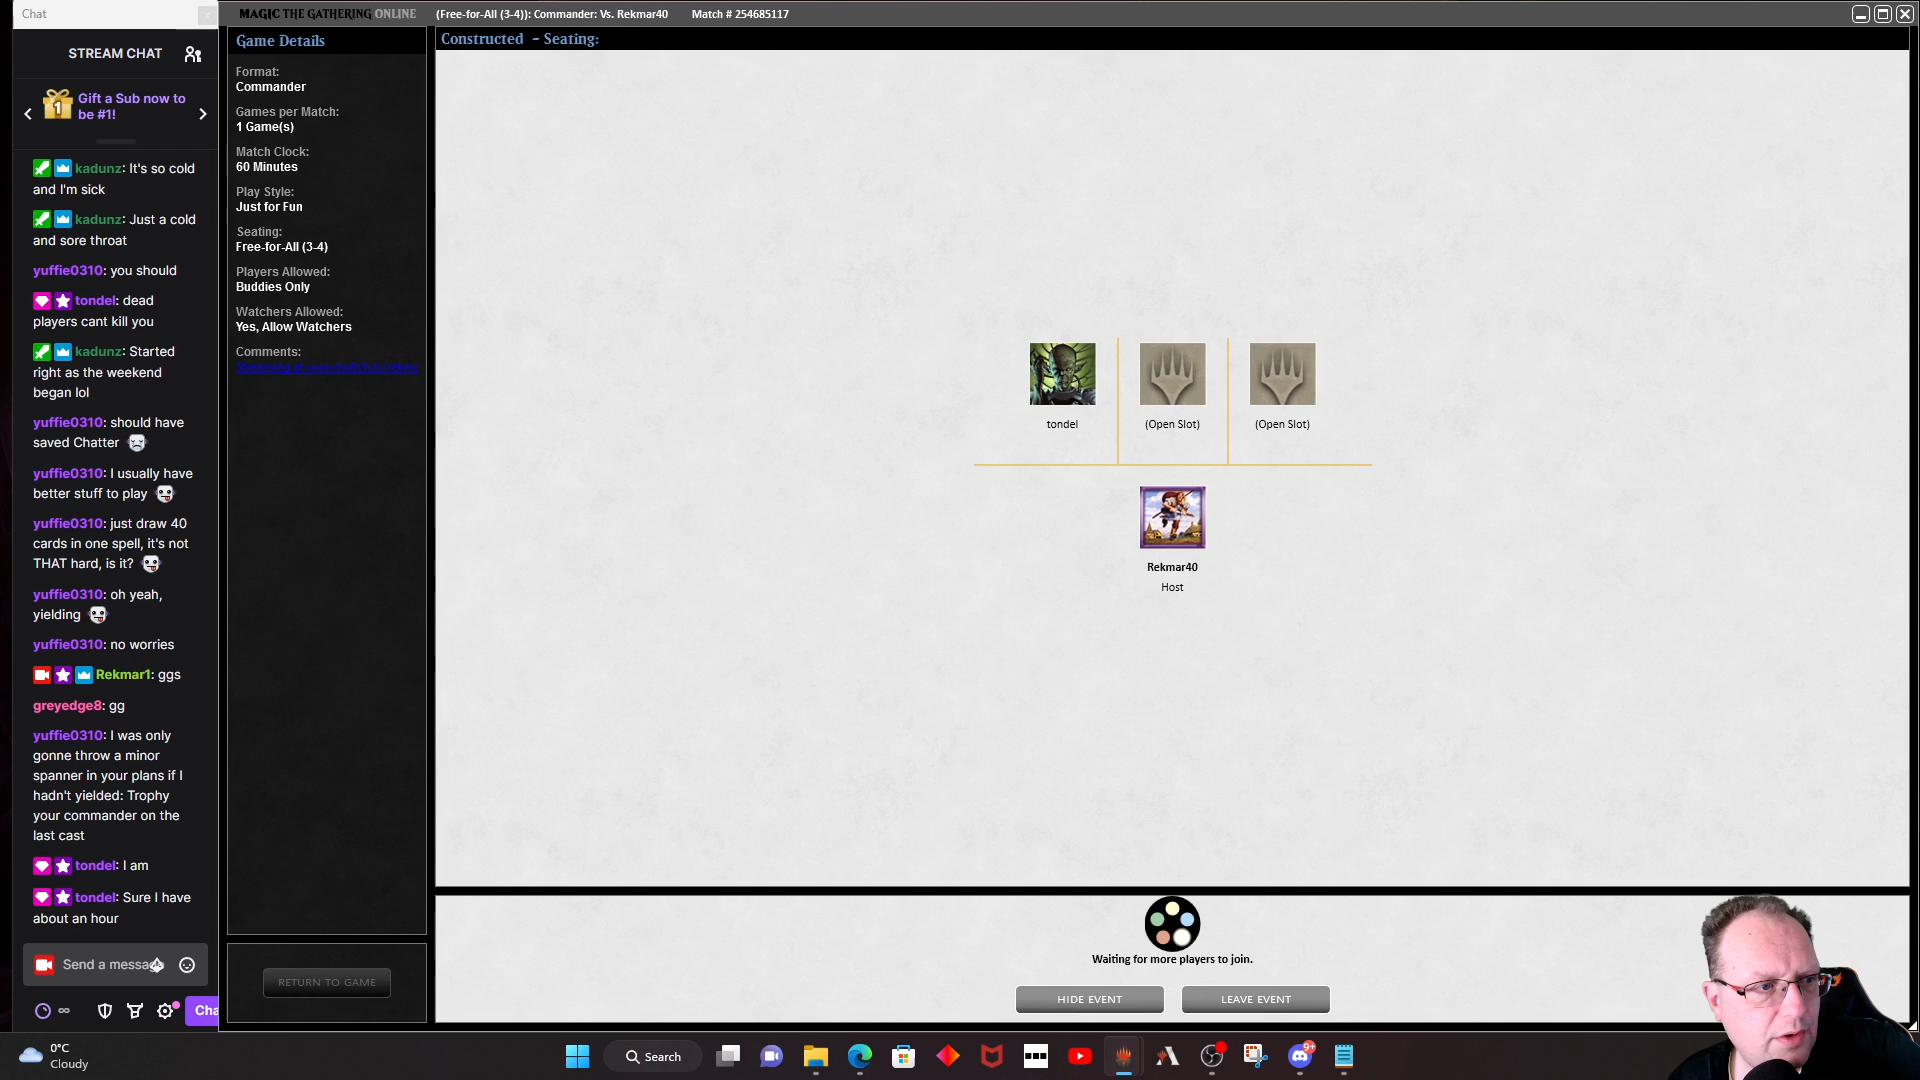 Chat
MAGIC THE GATHERING ONLINE
(Free-for-All (3-4)): Commander: Vs. Rekmar40
Match # 254685117
STREAM CHAT
Gift a Sub now to
be #1!
kadunz: It's so cold
and I'm sick
kadunz: Just a cold
and sore throat
yuffie0310: you should
tondel: dead
players cant kill you
kadunz: Started
right as the weekend
began lol
yuffie0310: should have
saved Chatter
yuffie0310: I usually have
better stuff to play
yuffie0310: just draw 40
cards in one spell, it's not
THAT hard, is it?
yuffie0310: oh yeah,
yielding
yuffie0310: no worries
Rekmar1: ggs
greyedge8: gg
yuffie0310: I was only
gonne throw a minor
spanner in your plans if I
hadn't yielded: Trophy
your commander on the
last cast
tondel: I am
tondel: Sure I have
about an hour
Send a messag
Cha
Game Details
Format:
Commander
Games per Match:
1 Game(s)
Match Clock:
60 Minutes
Play Style:
Just for Fun
Seating:
Free-for-All (3-4)
Players Allowed:
Buddies Only
Watchers Allowed:
Yes, Allow Watchers
Comments:
RETURN TO GAME
Constructed - Seating:
tondel
(Open Slot)
(Open Slot)
Rekmar40
Host
Waiting for more players to join.
HIDE EVENT
LEAVE EVENT
0°C
Cloudy
Search
9+